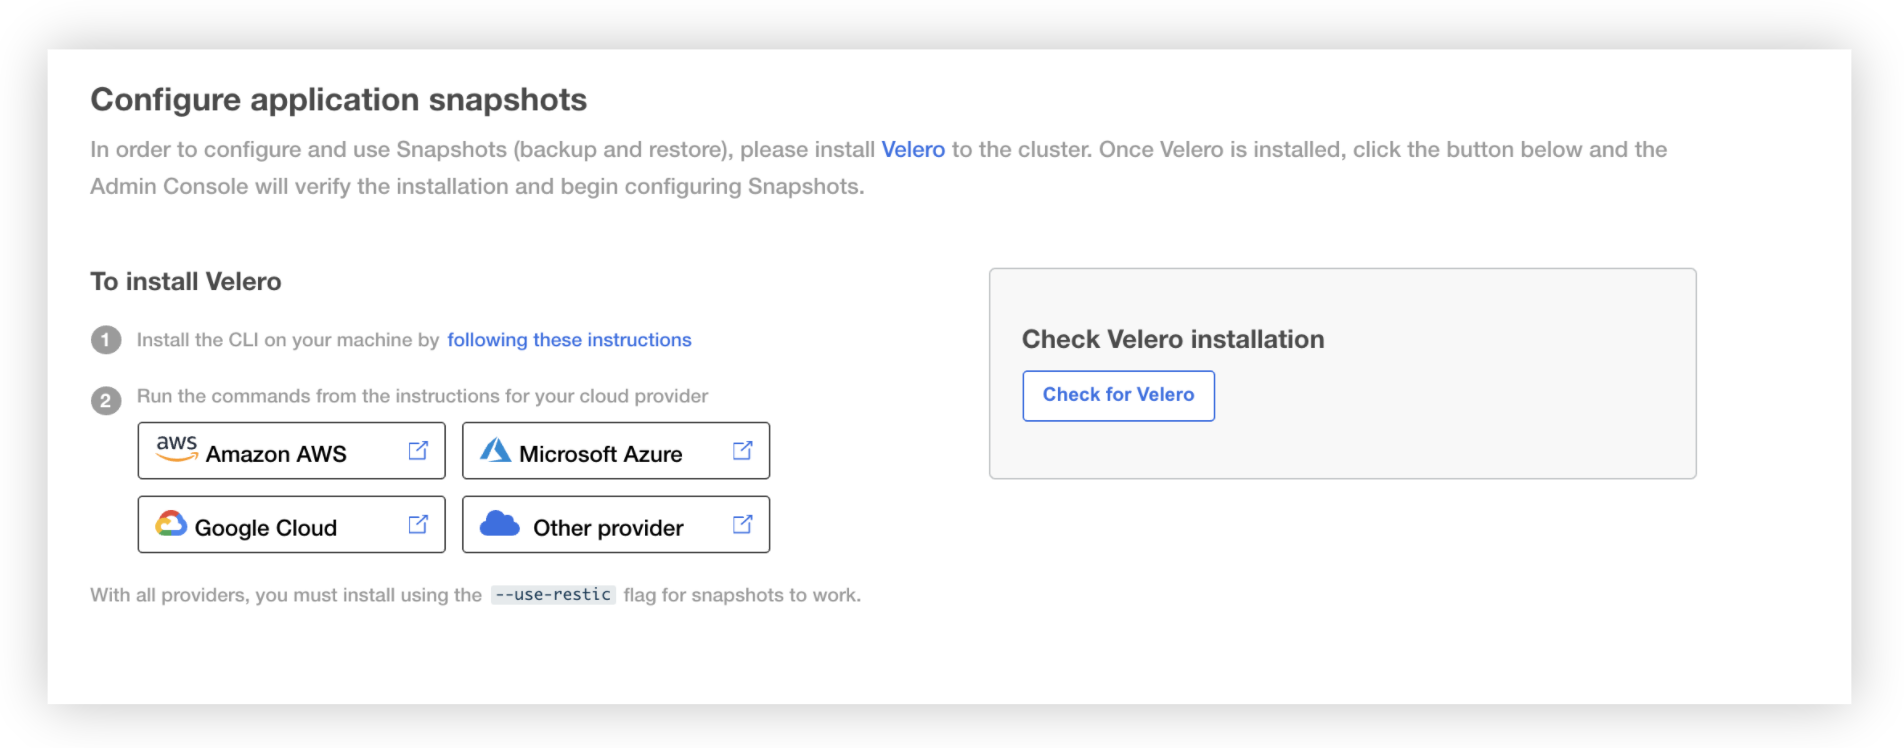 Configure application snapshots
In order to configure and use Snapshots (backup and restore), please install Velero to the cluster. Once Velero is installed, click the button below and the
Admin Console will verify the installation and begin configuring Snapshots.
To install Velero
1 Install the CLI on your machine by following these instructions
2 Run the commands from the instructions for your cloud provider
aws Amazon AWS
Microsoft Azure
Google Cloud
Other provider
With all providers, you must install using the --use-restic flag for snapshots to work.
Check Velero installation
Check for Velero